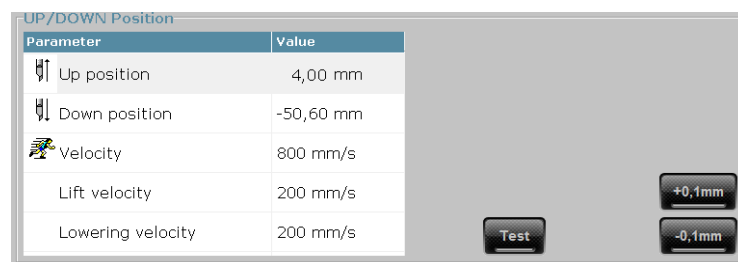 UP/DOWN Position
Parameter Value
Up position 4,00 mm
Down position -50,60 mm
Velocity 800 mm/s
Lift velocity 200 mm/s +0,1mm
Lowering velocity 200 mm/s Test -0,1mm